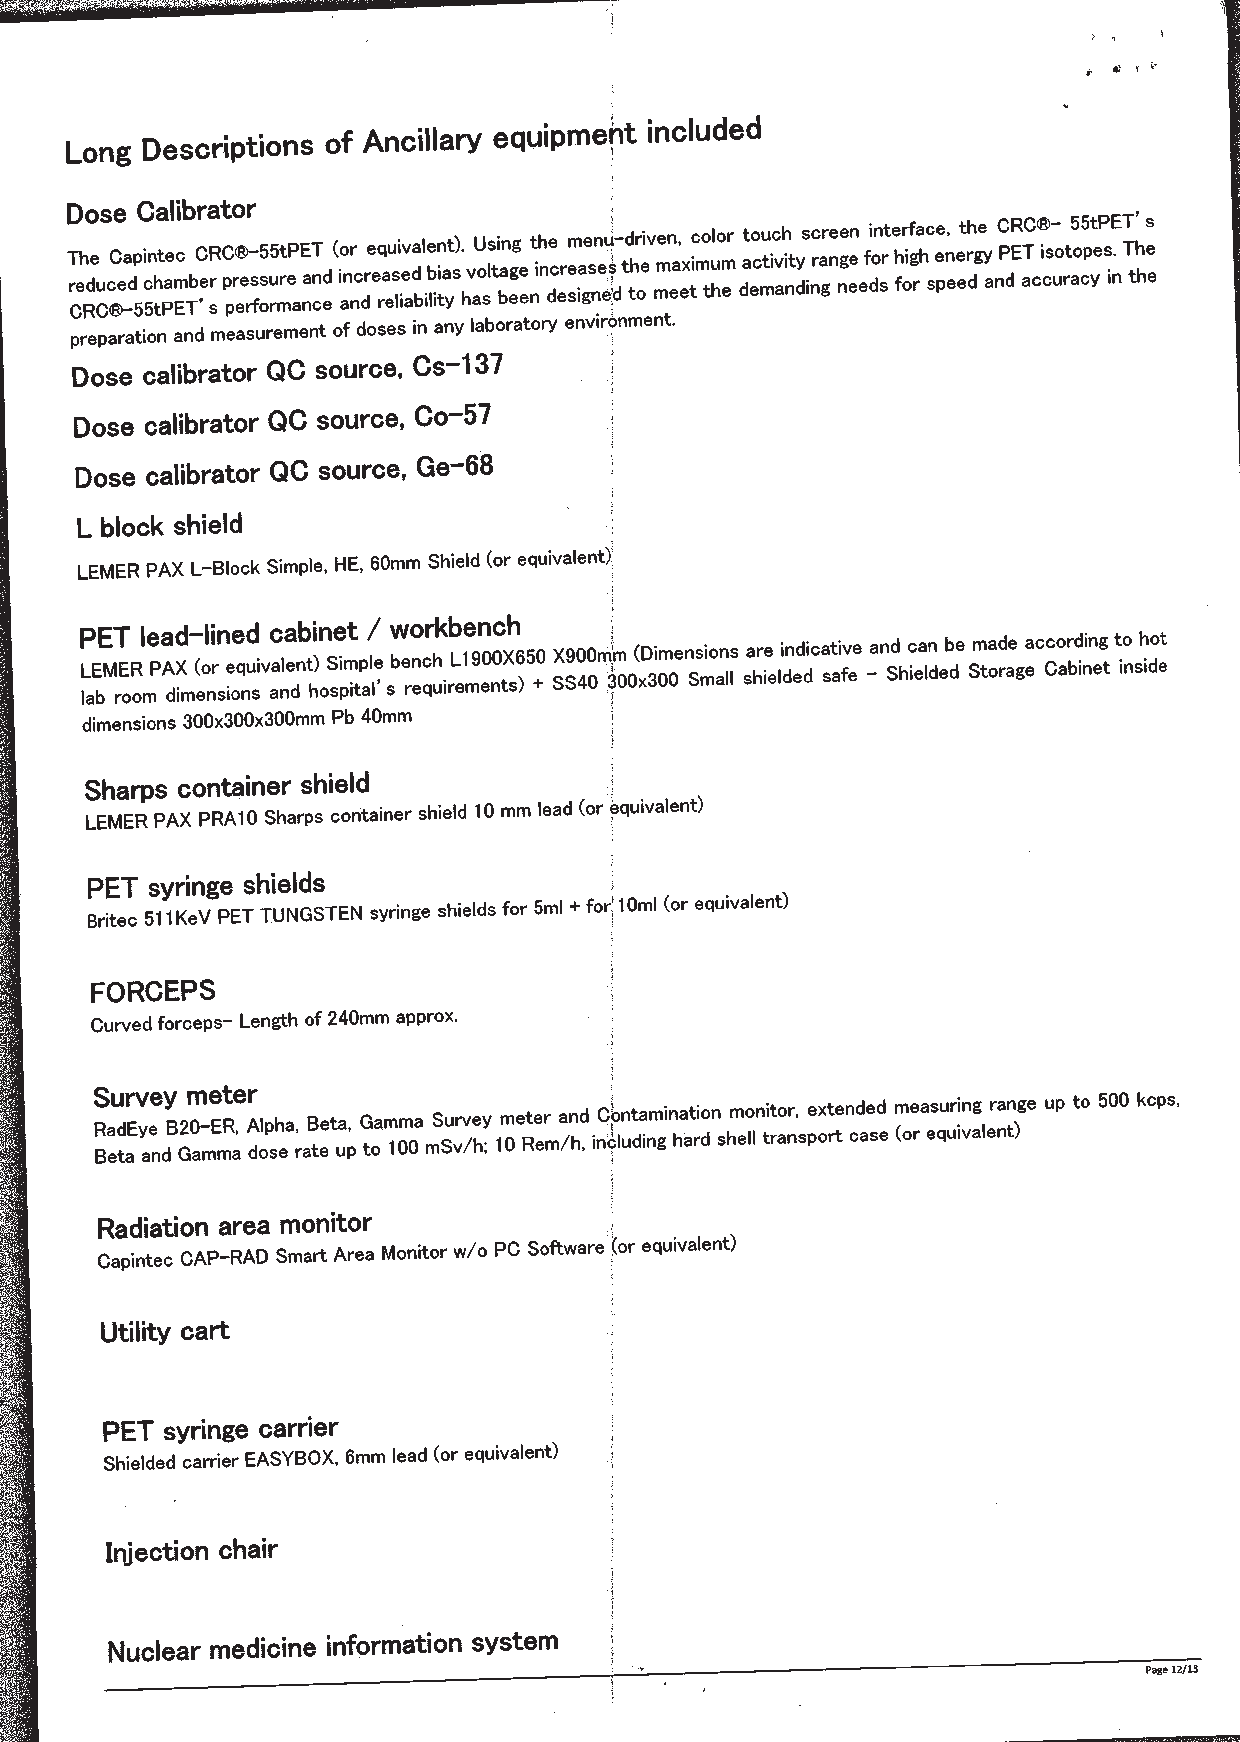 Long Descriptions of Ancillary equipment included
Dose Calibrator
The Capintec CRC®-55tPET (or equivalent). Using the menu-driven, color touch screen interface, the CRC®- 55tPET's
reduced chamber pressure and increased bias voltage increases the maximum activity range for high energy PET isotopes. The
CRC®-55tPET's performance and reliability has been designed to meet the demanding needs for speed and accuracy in the
preparation and measurement of doses in any laboratory environment.
Dose calibrator QC source, Cs-137
Dose calibrator QC source, Co-57
Dose calibrator QC source, Ge-68
L block shield
LEMER PAX L-Block Simple, HE, 60mm Shield (or equivalent)
PET lead-lined cabinet / workbench
LEMER PAX (or equivalent) Simple bench L1900X650 X900mm (Dimensions are indicative and can be made according to hot
lab room dimensions and hospital's requirements) + SS40 300x300 Small shielded safe - Shielded Storage Cabinet inside
dimensions 300x300x300mm Pb 40mm
Sharps container shield
LEMER PAX PRA10 Sharps container shield 10 mm lead (or equivalent)
PET syringe shields
Britec 511KeV PET TUNGSTEN syringe shields for 5ml + for 10ml (or equivalent)
FORCEPS
Curved forceps- Length of 240mm approx.
Survey meter
RadEye B20-ER, Alpha, Beta, Gamma Survey meter and Contamination monitor, extended measuring range up to 500 kcps,
Beta and Gamma dose rate up to 100 mSv/h; 10 Rem/h, including hard shell transport case (or equivalent)
Radiation area monitor
Capintec CAP-RAD Smart Area Monitor w/o PC Software (or equivalent)
Utility cart
PET syringe carrier
Shielded carrier EASYBOX, 6mm lead (or equivalent)
Injection chair
Nuclear medicine information system
Page 12/13